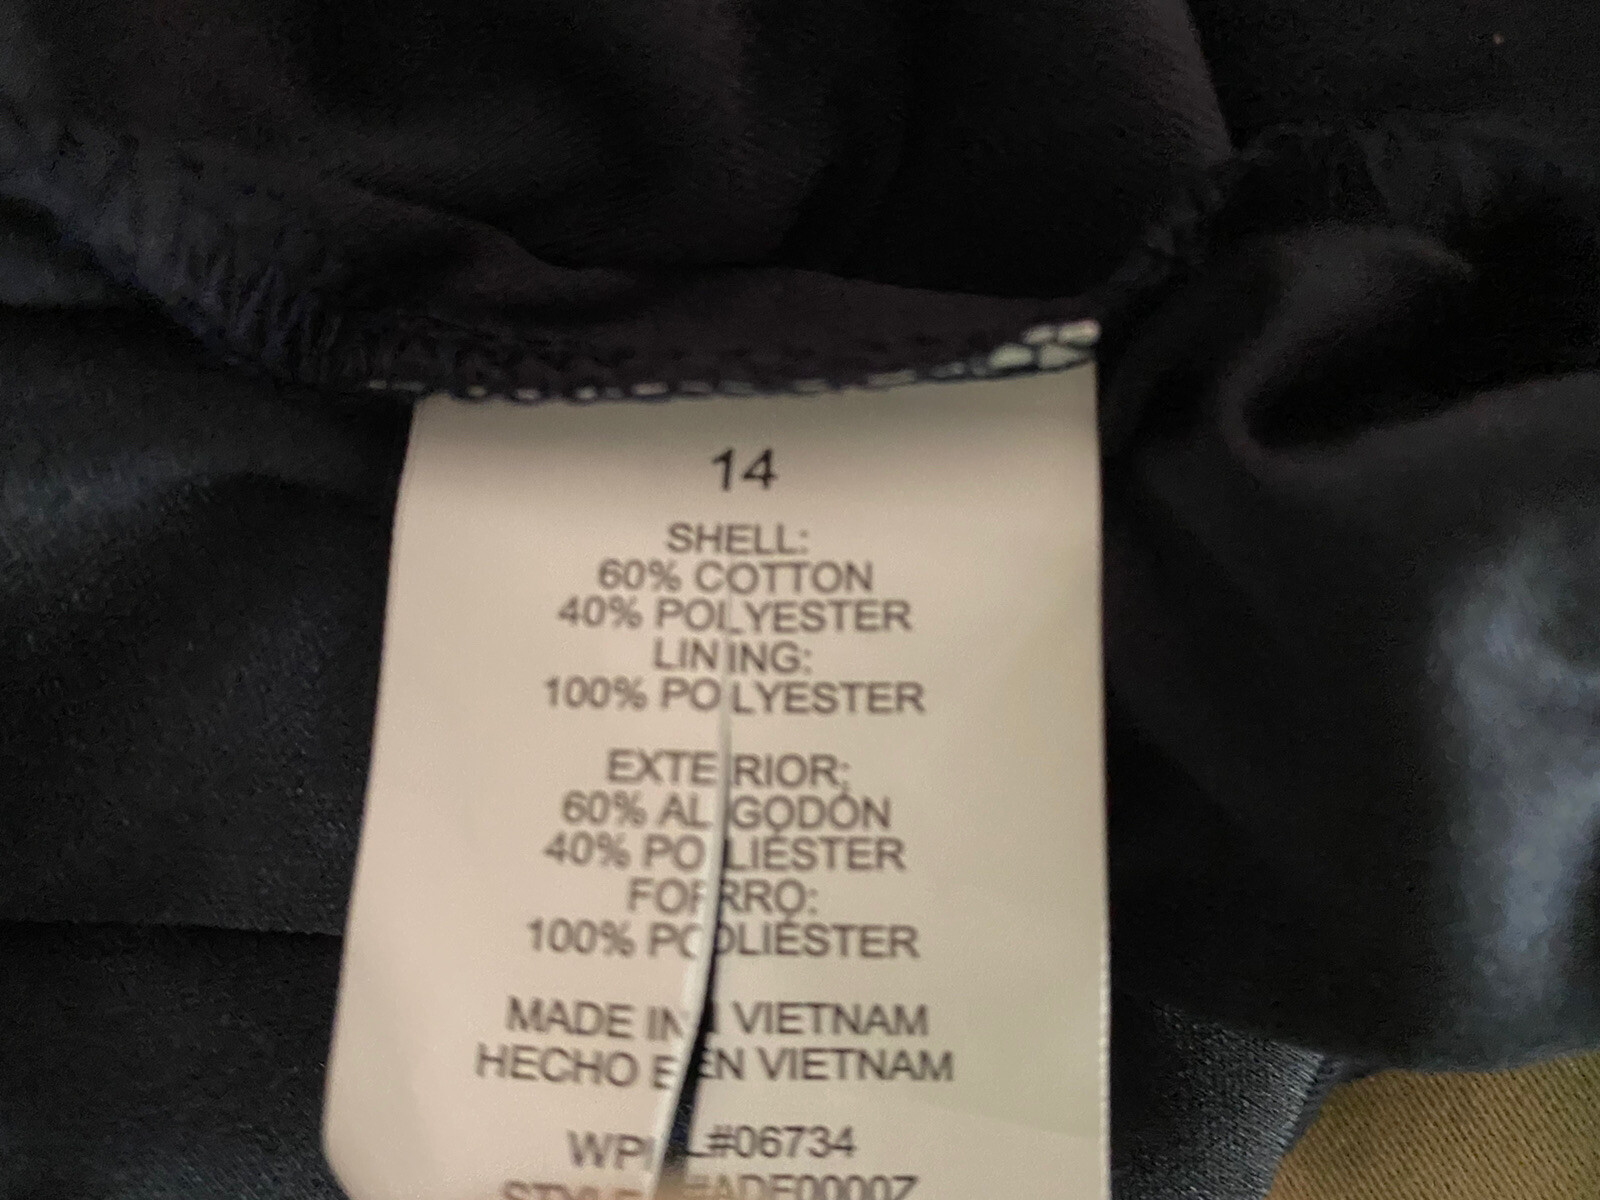 14
SHELL:
60% COTTON
40% POLYESTER
LINING:
100% POLYESTER
EXTERIOR:
60% ALGODÓN
40% POLIÉSTER
FORRO:
100% POLIÉSTER
MADE IN VIETNAM
HECHO EN VIETNAM
WPL#06734